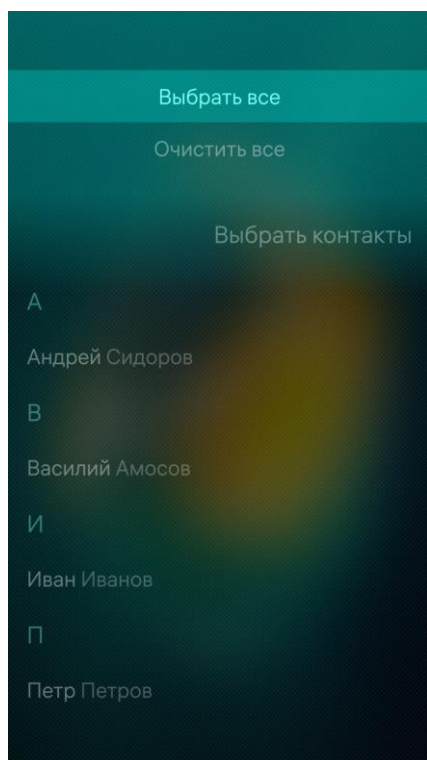 Выбрать все
Очистить все
Выбрать контакты
А
Андрей Сидоров
В
Василий Амосов
И
Иван Иванов
П
Петр Петров